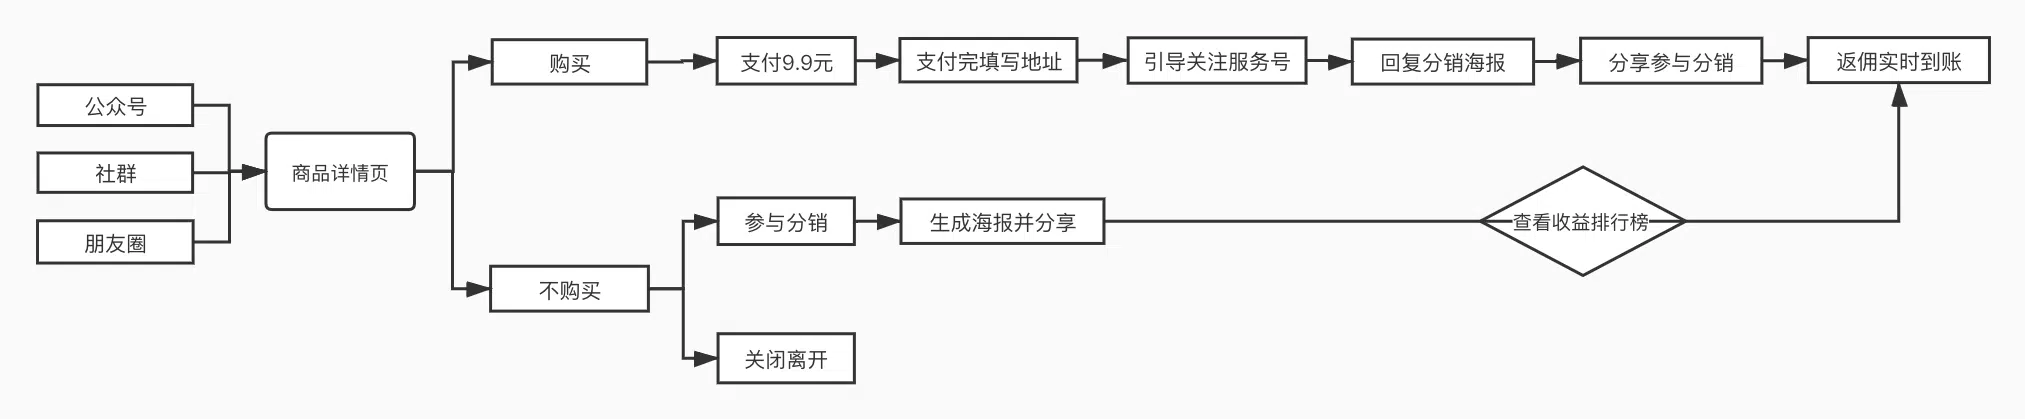 公众号
社群
朋友圈
商品详情页
购买
支付9.9元
支付完填写地址
引导关注服务号
回复分销海报
分享参与分销
返佣实时到账
不购买
参与分销
生成海报并分享
查看收益排行榜
关闭离开